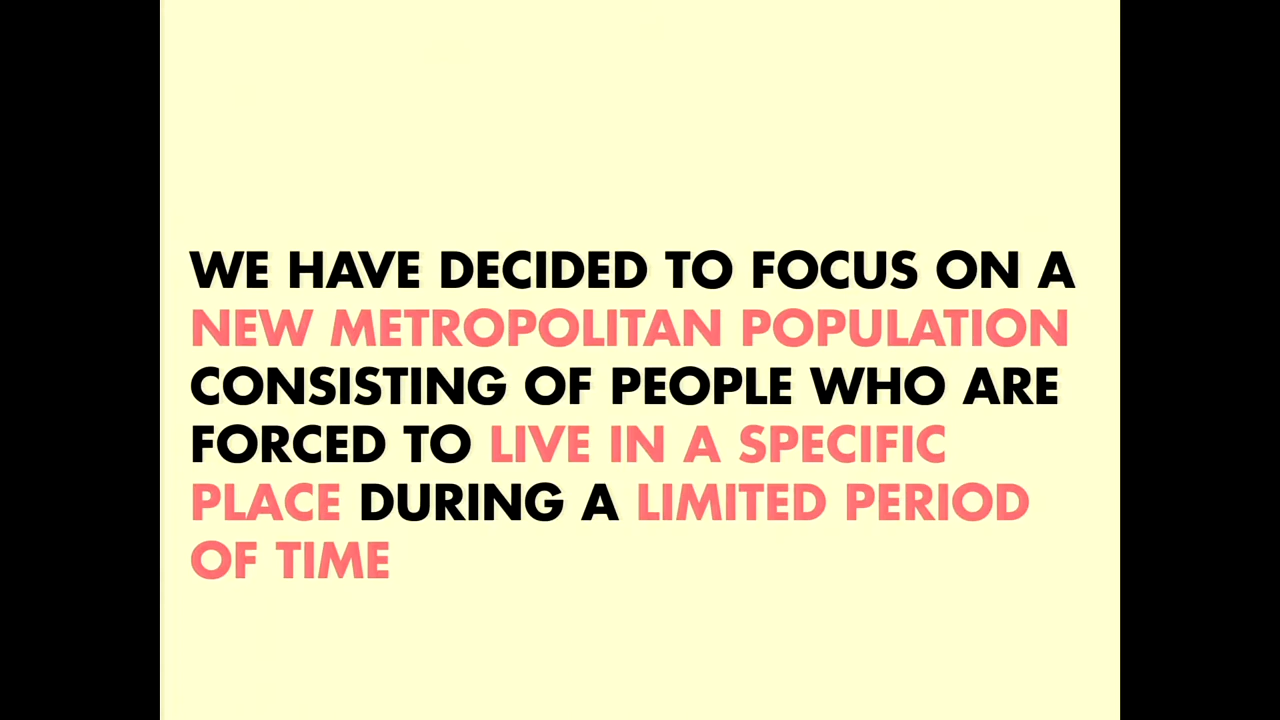 WE HAVE DECIDED TO FOCUS ON A
NEW METROPOLITAN POPULATION
CONSISTING OF PEOPLE WHO ARE
FORCED TO LIVE IN A SPECIFIC
PLACE DURING A LIMITED PERIOD
OF TIME